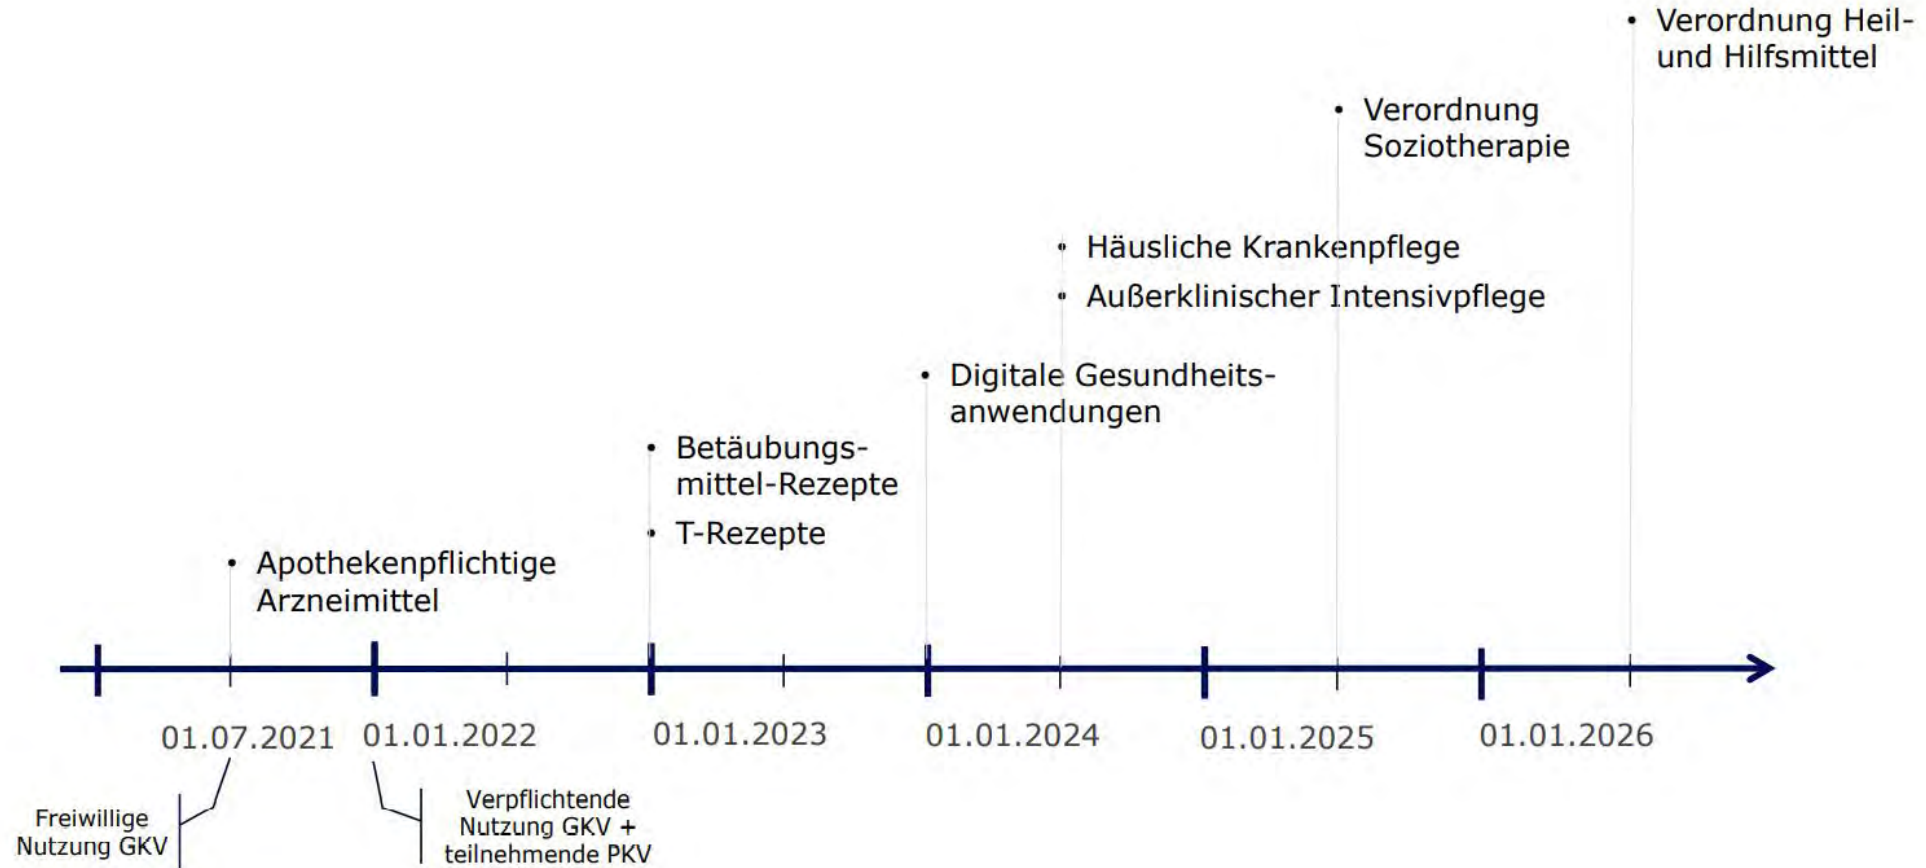 • Verordnung Heil-
und Hilfsmittel
• Verordnung
Soziotherapie
• Häusliche Krankenpflege
• Außerklinischer Intensivpflege
• Digitale Gesundheits-
anwendungen
• Betäubungs-
mittel-Rezepte
• T-Rezepte
• Apothekenpflichtige
Arzneimittel
01.07.2021
01.01.2022
01.01.2023
01.01.2024
01.01.2025
01.01.2026
Freiwillige
Nutzung GKV
Verpflichtende
Nutzung GKV +
teilnehmende PKV